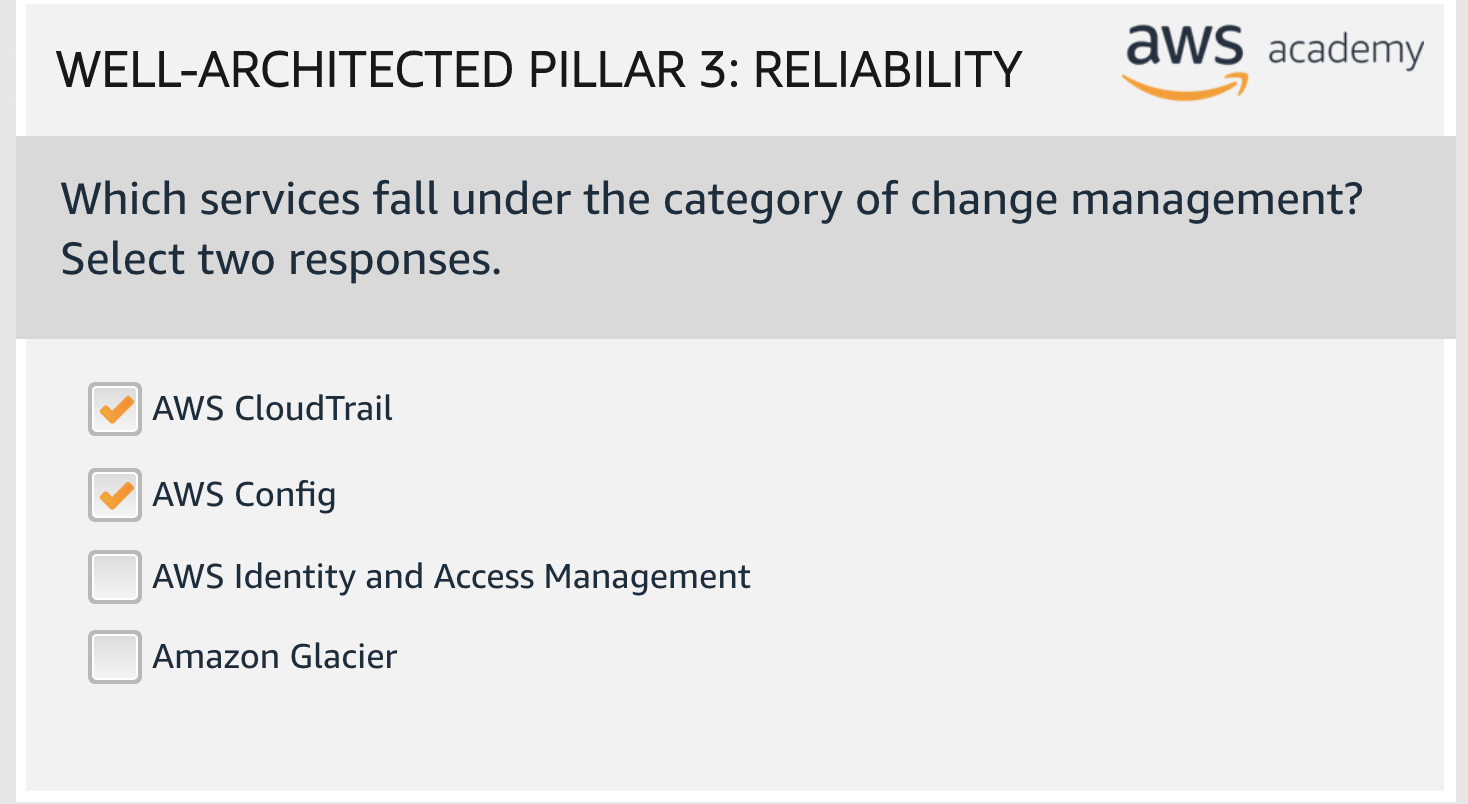 WELL-ARCHITECTED PILLAR 3: RELIABILITY
aws academy
Which services fall under the category of change management?
Select two responses.
AWS CloudTrail
AWS Config
AWS Identity and Access Management
Amazon Glacier